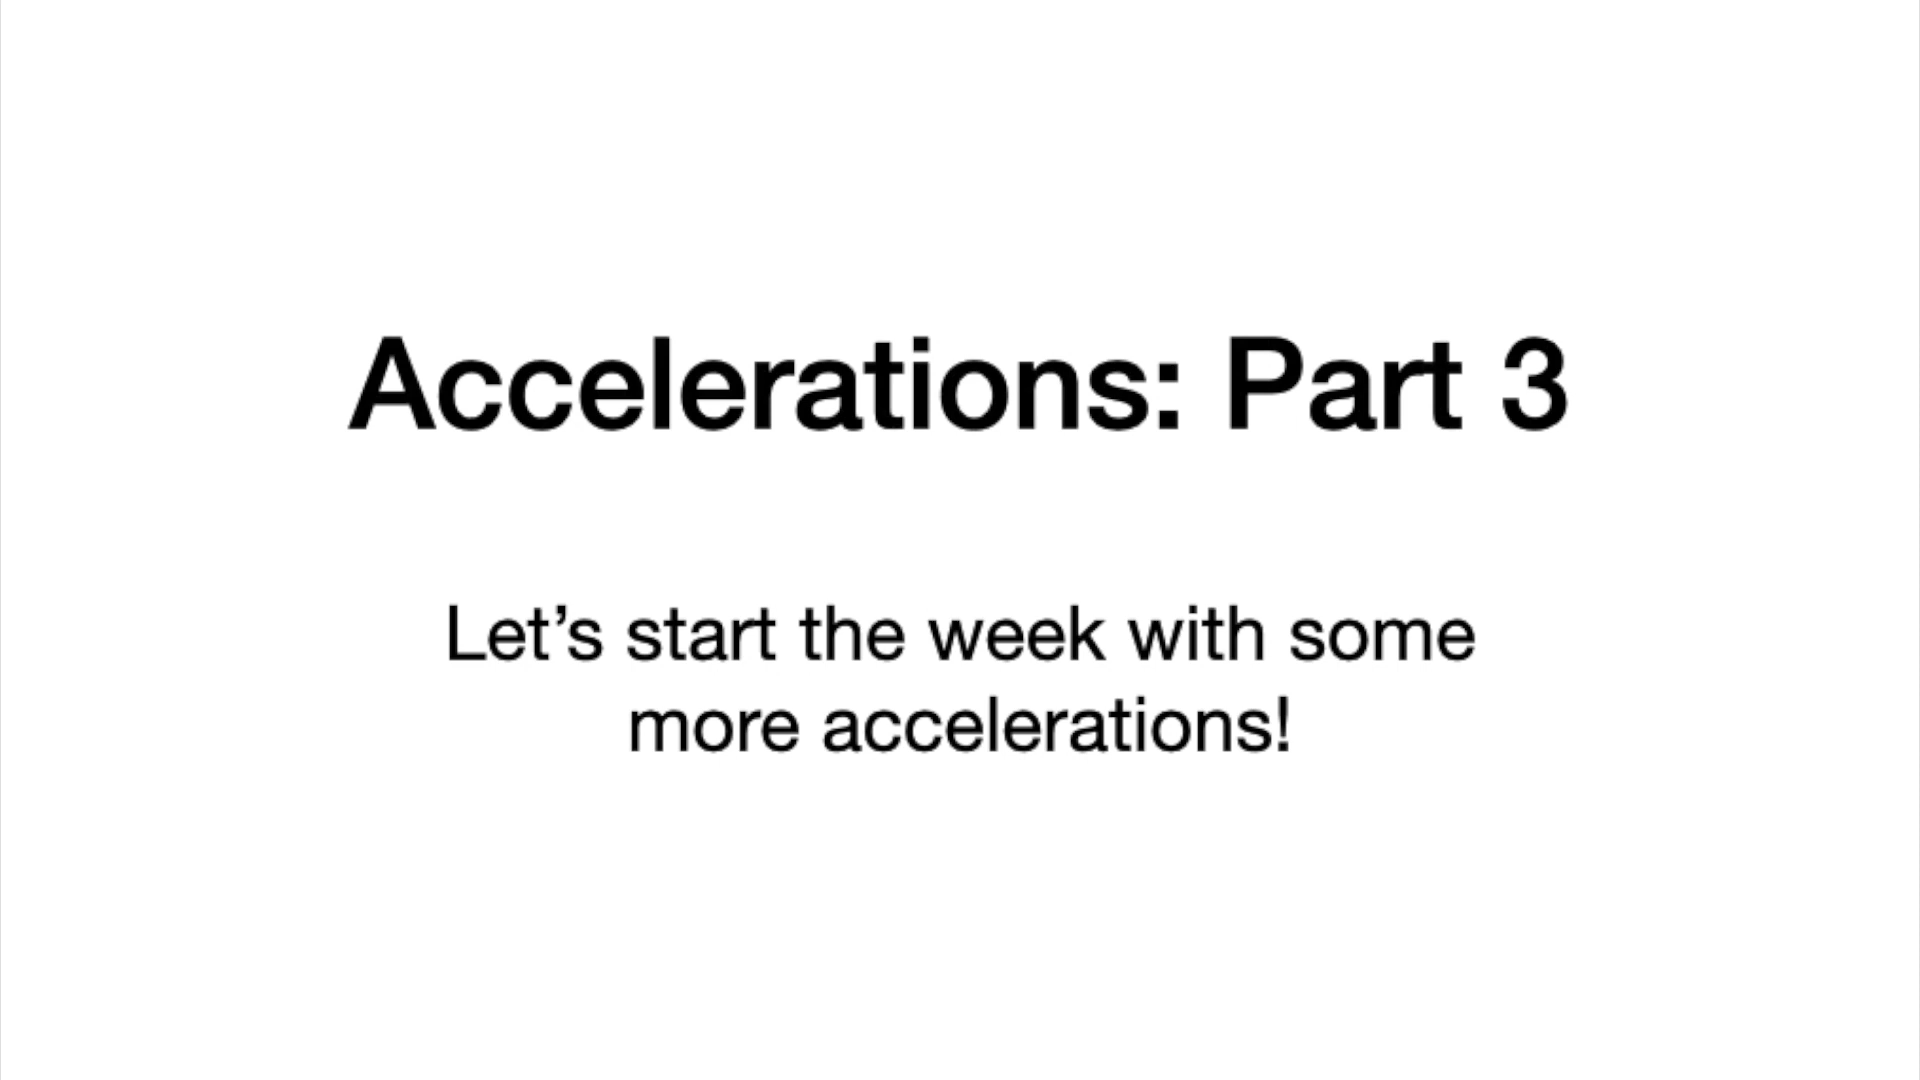 Accelerations: Part 3
Let’s start the week with some
more accelerations!